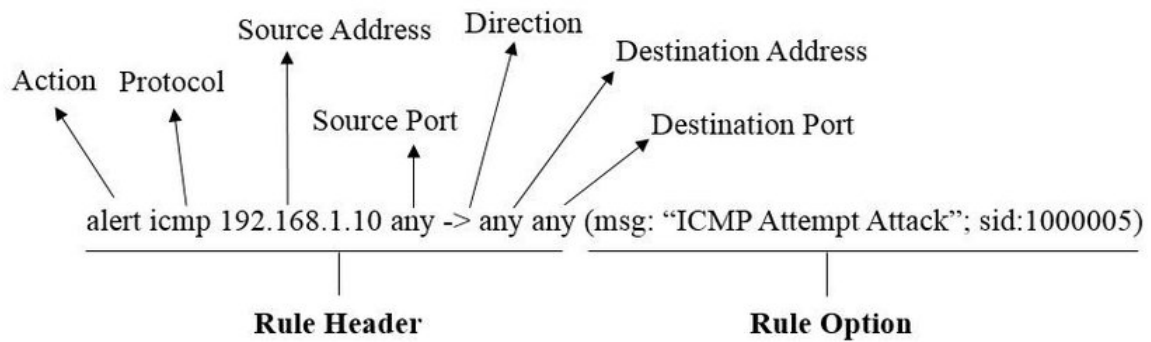 Source Address
Direction
Destination Address
Action
Protocol
Source Port
Destination Port
alert icmp 192.168.1.10 any -> any any (msg: “ICMP Attempt Attack”; sid:1000005)
Rule Header
Rule Option